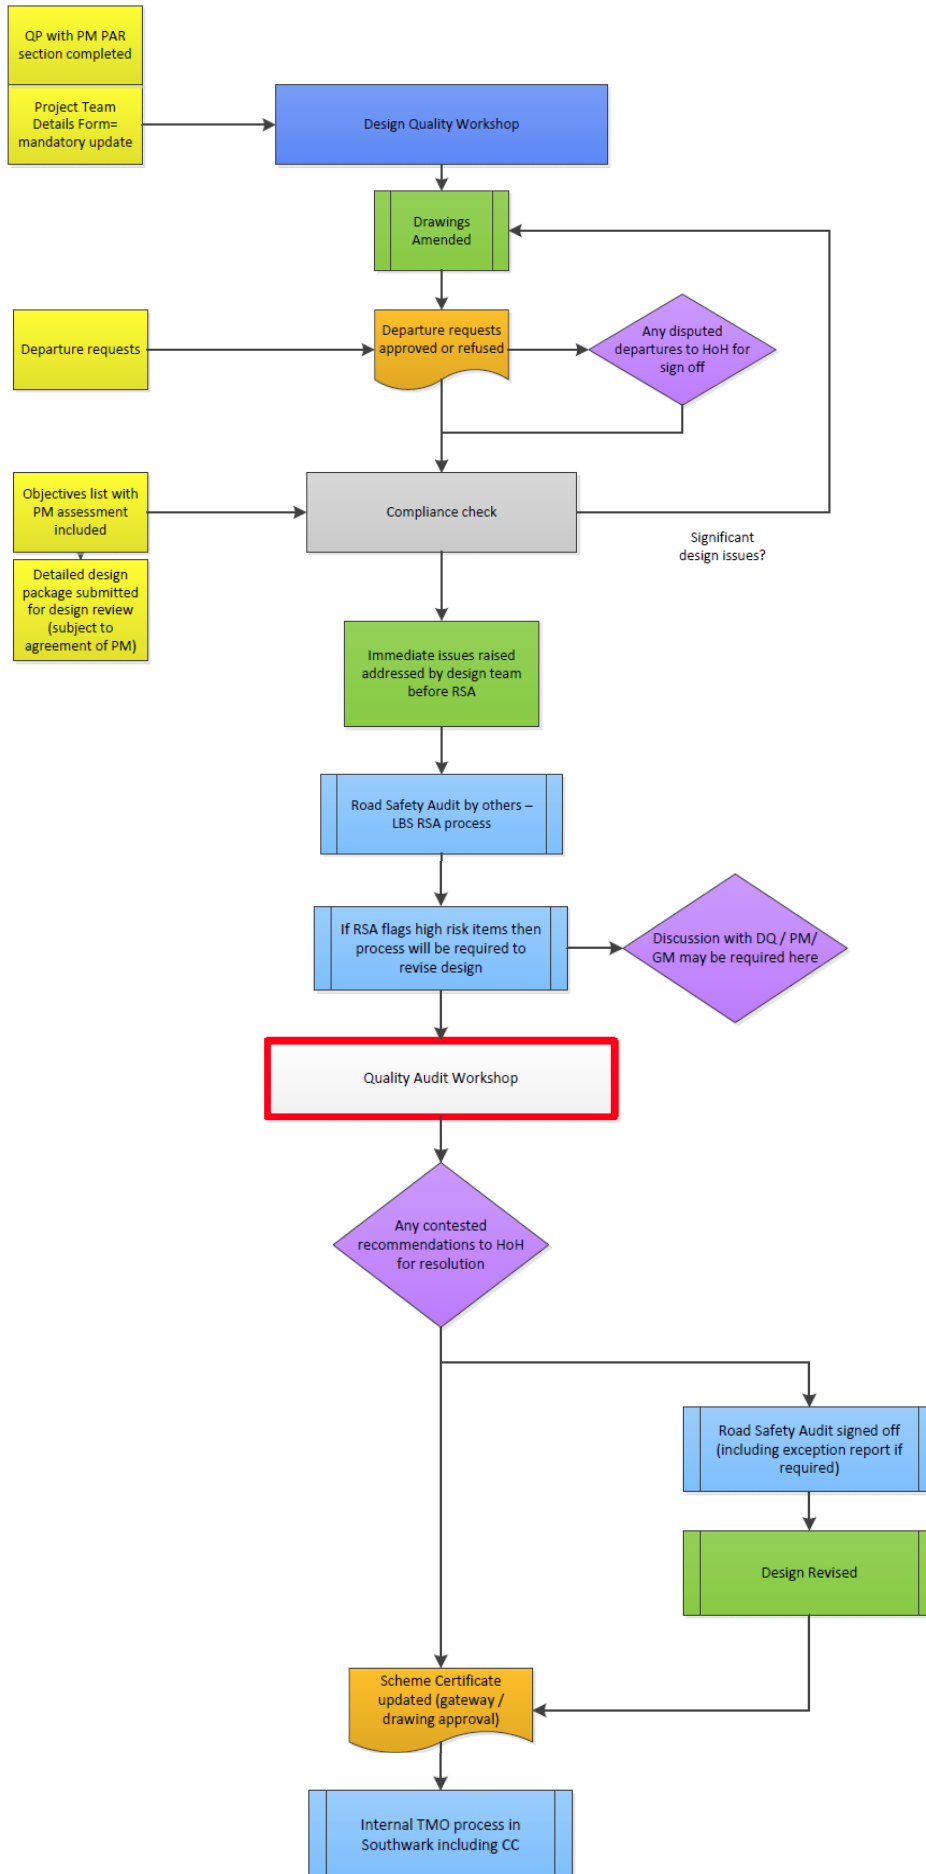 QP with PM PAR
section completed
Project Team
Details Form=
mandatory update
Design Quality Workshop
Drawings
Amended
Departure requests
Departure requests
approved or refused
Any disputed
departures to HoH for
sign off
Objectives list with
PM assessment
included
Compliance check
Significant
design issues?
Detailed design
package submitted
for design review
(subject to
agreement of PM)
Immediate issues raised
addressed by design team
before RSA
Road Safety Audit by others –
LBS RSA process
If RSA flags high risk items then
process will be required to
revise design
Discussion with DQ / PM/
GM may be required here
Quality Audit Workshop
Any contested
recommendations to HoH
for resolution
Road Safety Audit signed off
(including exception report if
required)
Design Revised
Scheme Certificate
updated (gateway /
drawing approval)
Internal TMO process in
Southwark including CC